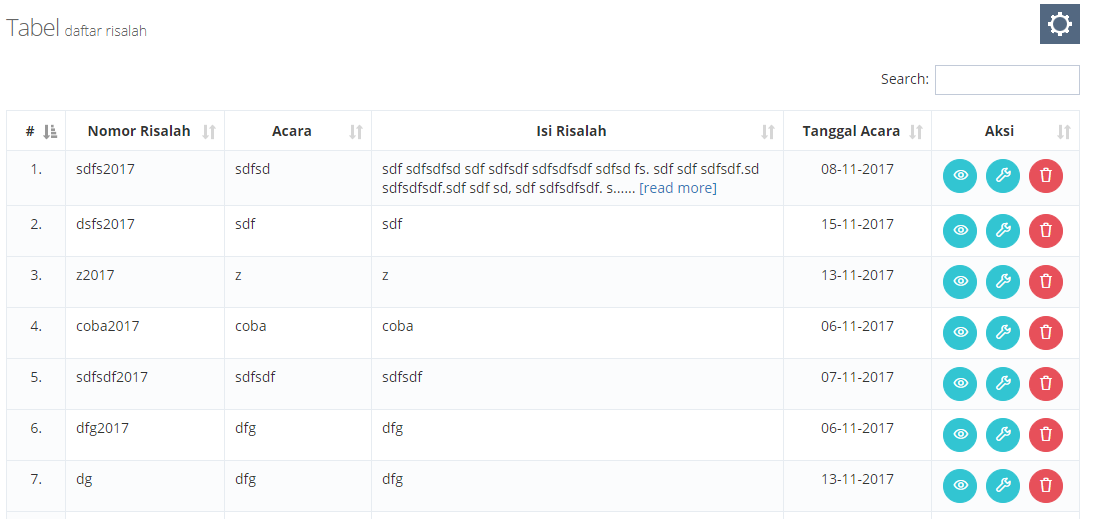 Tabel daftar risalah
Search:
# Nomor Risalah Acara Isi Risalah Tanggal Acara Aksi
1. sdfs2017 sdfsd sdf sdfsdfsd sdf sdfsdf sdfsdfsdf sdfsd fs. sdf sdf sdfsdf.sd 08-11-2017
sdfsdfsdf.sdf sdf sd, sdf sdfsdfsdf. s...... [read more]
2. dsfs2017 sdf sdf 15-11-2017
3. z2017 z z 13-11-2017
4. coba2017 coba coba 06-11-2017
5. sdfsdf2017 sdfsdf sdfsdf 07-11-2017
6. dfg2017 dfg dfg 06-11-2017
7. dg dfg dfg 13-11-2017